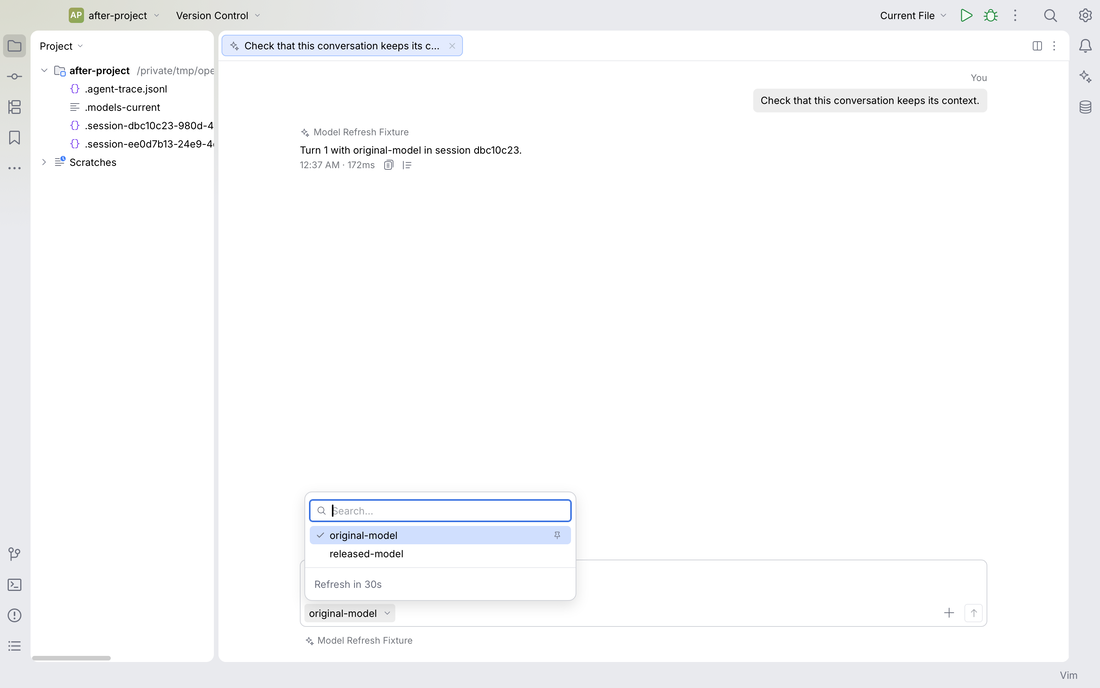 AP after-project Version Control Current File
Project
Check that this conversation keeps its c...
after-project /private/tmp/ope
{} .agent-trace.jsonl
.models-current
{} .session-dbc10c23-980d-4
{} .session-ee0d7b13-24e9-4
Scratches
You
Check that this conversation keeps its context.
Model Refresh Fixture
Turn 1 with original-model in session dbc10c23.
12:37 AM · 172ms
Search...
original-model
released-model
Refresh in 30s
original-model
Model Refresh Fixture
Vim